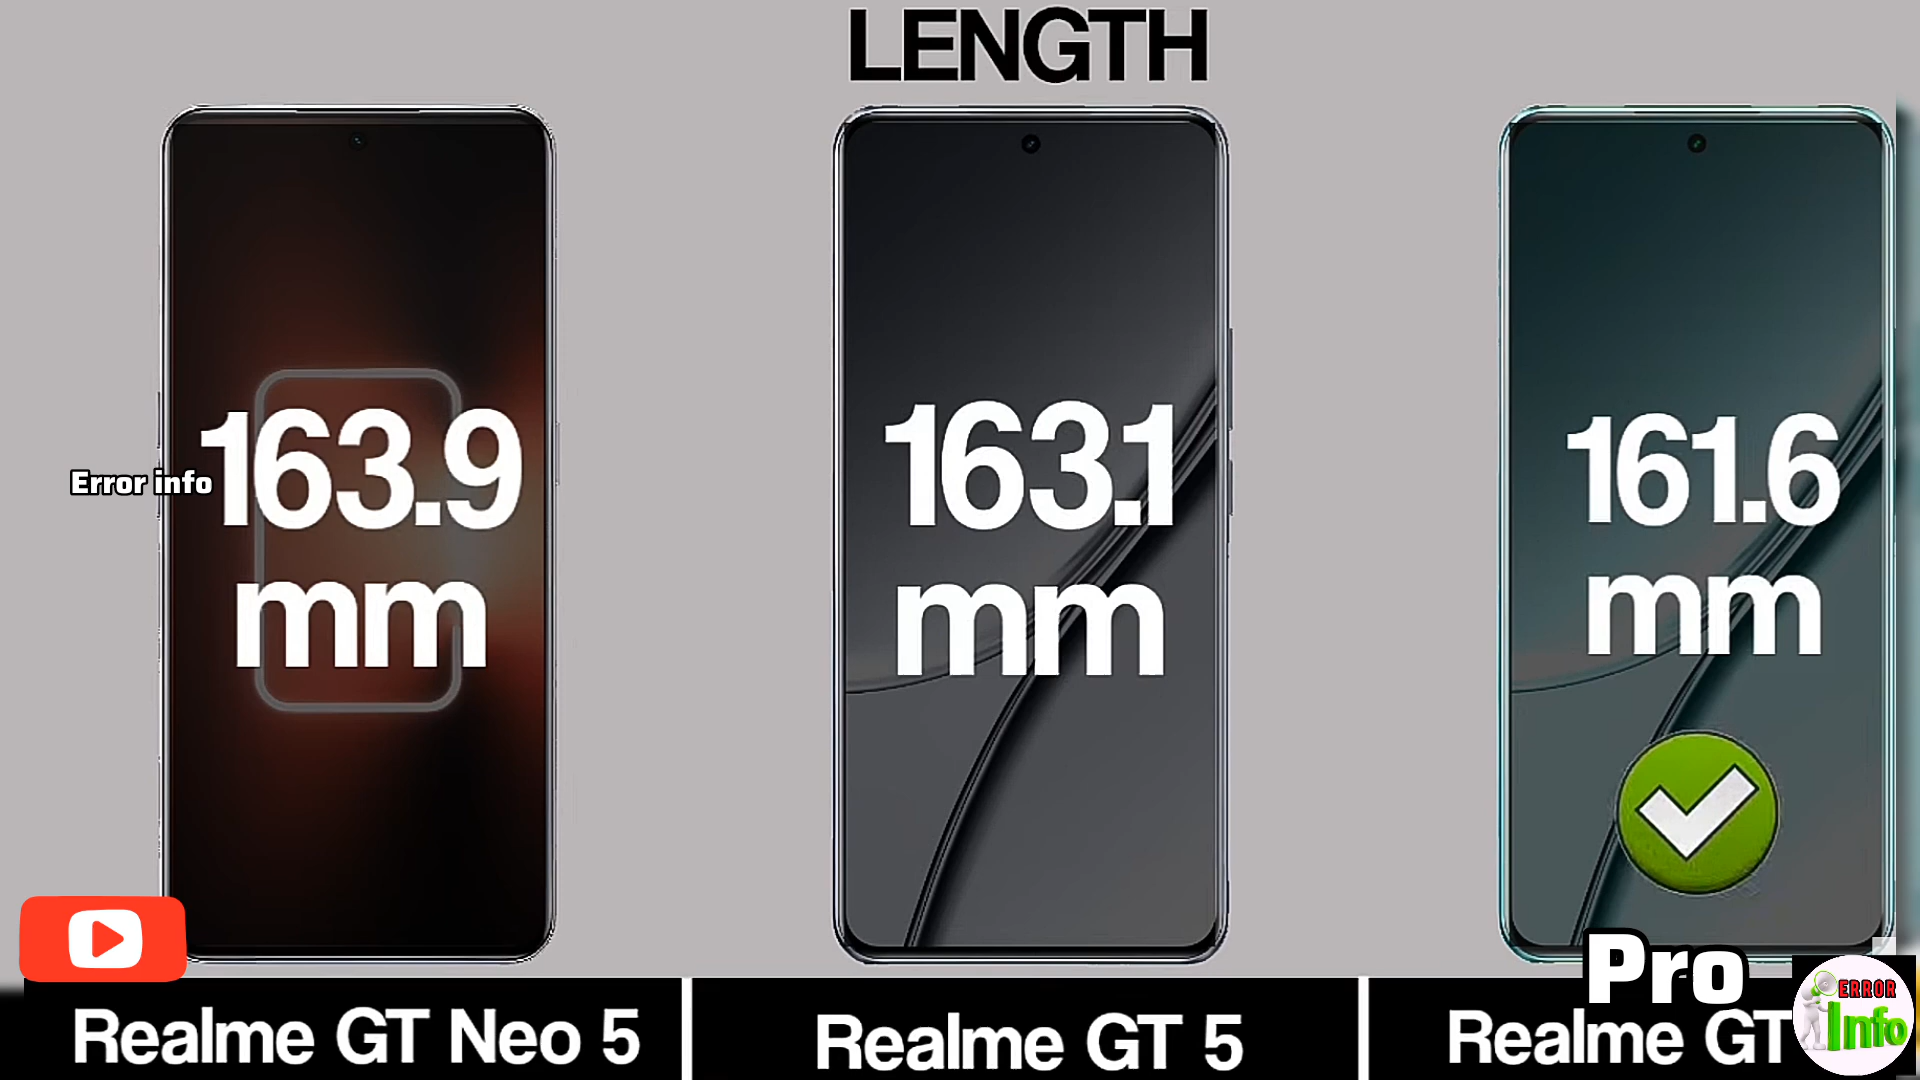 LENGTH
163.9
mm
163.1
mm
161.6
mm
Error info
Pro
Realme GT Neo 5
Realme GT 5
Realme GT
ERROR
Info